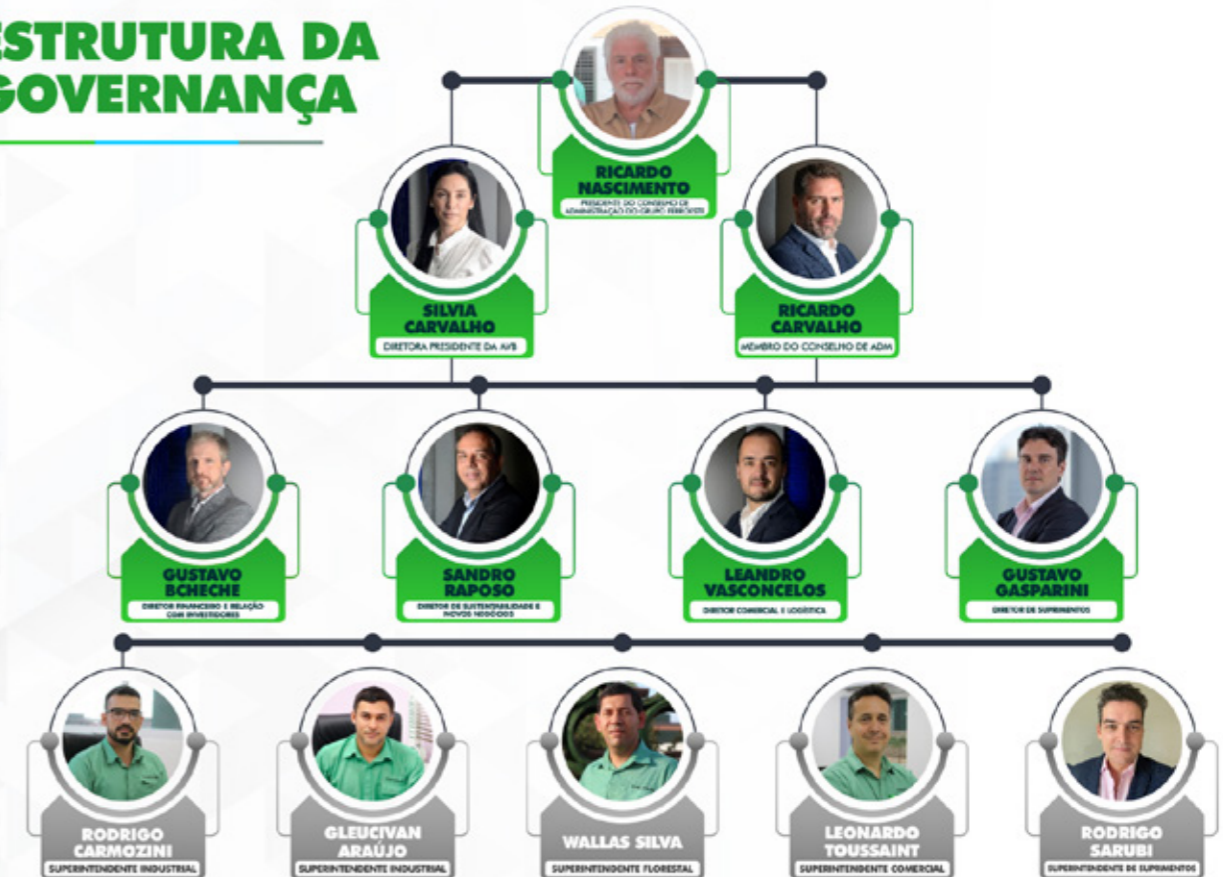 ESTRUTURA DA
GOVERNANÇA
RICARDO
NASCIMENTO
PRESIDENTE DO CONSELHO DE
ADMINISTRAÇÃO DO GRUPO FERROESTE
SILVIA
CARVALHO
DIRETORA PRESIDENTE DA AVB
RICARDO
CARVALHO
MEMBRO DO CONSELHO DE ADM
GUSTAVO
BCHECHE
DIRETOR FINANCEIRO E RELAÇÃO
COM INVESTIDORES
SANDRO
RAPOSO
DIRETOR DE SUSTENTABILIDADE E
NOVOS NEGÓCIOS
LEANDRO
VASCONCELOS
DIRETOR COMERCIAL E LOGÍSTICA
GUSTAVO
GASPARINI
DIRETOR DE SUPRIMENTOS
RODRIGO
CARMOZINI
SUPERINTENDENTE INDUSTRIAL
GLEUCIVAN
ARAÚJO
SUPERINTENDENTE INDUSTRIAL
WALLAS SILVA
SUPERINTENDENTE FLORESTAL
LEONARDO
TOUSSAINT
SUPERINTENDENTE COMERCIAL
RODRIGO
SARUBI
SUPERINTENDENTE DE SUPRIMENTOS